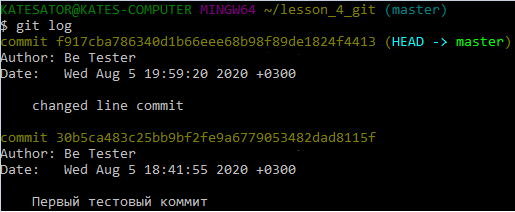 KATESATOR@KATES-COMPUTER MINGW64 ~/lesson_4_git (master)
$ git log
commit f917cba786340d1b66eee68b98f89de1824f4413 (HEAD -> master)
Author: Be Tester
Date:   Wed Aug 5 19:59:20 2020 +0300
changed line commit
commit 30b5ca483c25bb9bf2fe9a6779053482dad8115f
Author: Be Tester
Date:   Wed Aug 5 18:41:55 2020 +0300
Первый тестовый коммит